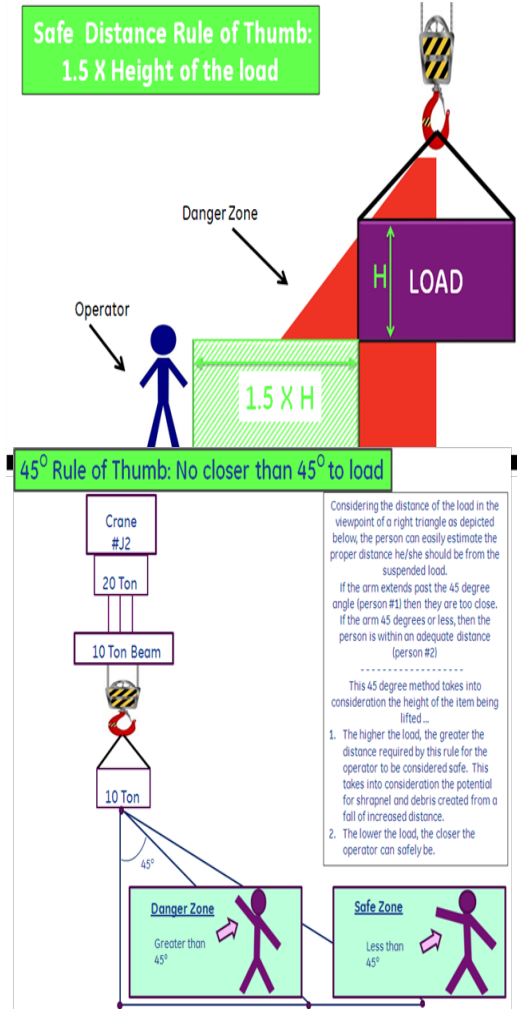 Safe Distance Rule of Thumb:
1.5 X Height of the load
Danger Zone
Operator
H
LOAD
1.5 X H
45° Rule of Thumb: No closer than 45° to load
Crane
#J2
20 Ton
10 Ton Beam
10 Ton
45°
Considering the distance of the load in the
viewpoint of a right triangle as depicted
below, the person can easily estimate the
proper distance he/she should be from the
suspended load.
If the arm extends past the 45 degree
angle (person #1) then they are too close.
If the arm 45 degrees or less, then the
person is within an adequate distance
(person #2)
- - - - - - - - - - - - - - - - - - -
This 45 degree method takes into
consideration the height of the item being
lifted ...
1. The higher the load, the greater the
distance required by this rule for the
operator to be considered safe. This
takes into consideration the potential
for shrapnel and debris created from a
fall of increased distance.
2. The lower the load, the closer the
operator can safely be.
Danger Zone
Greater than
45°
Safe Zone
Less than
45°